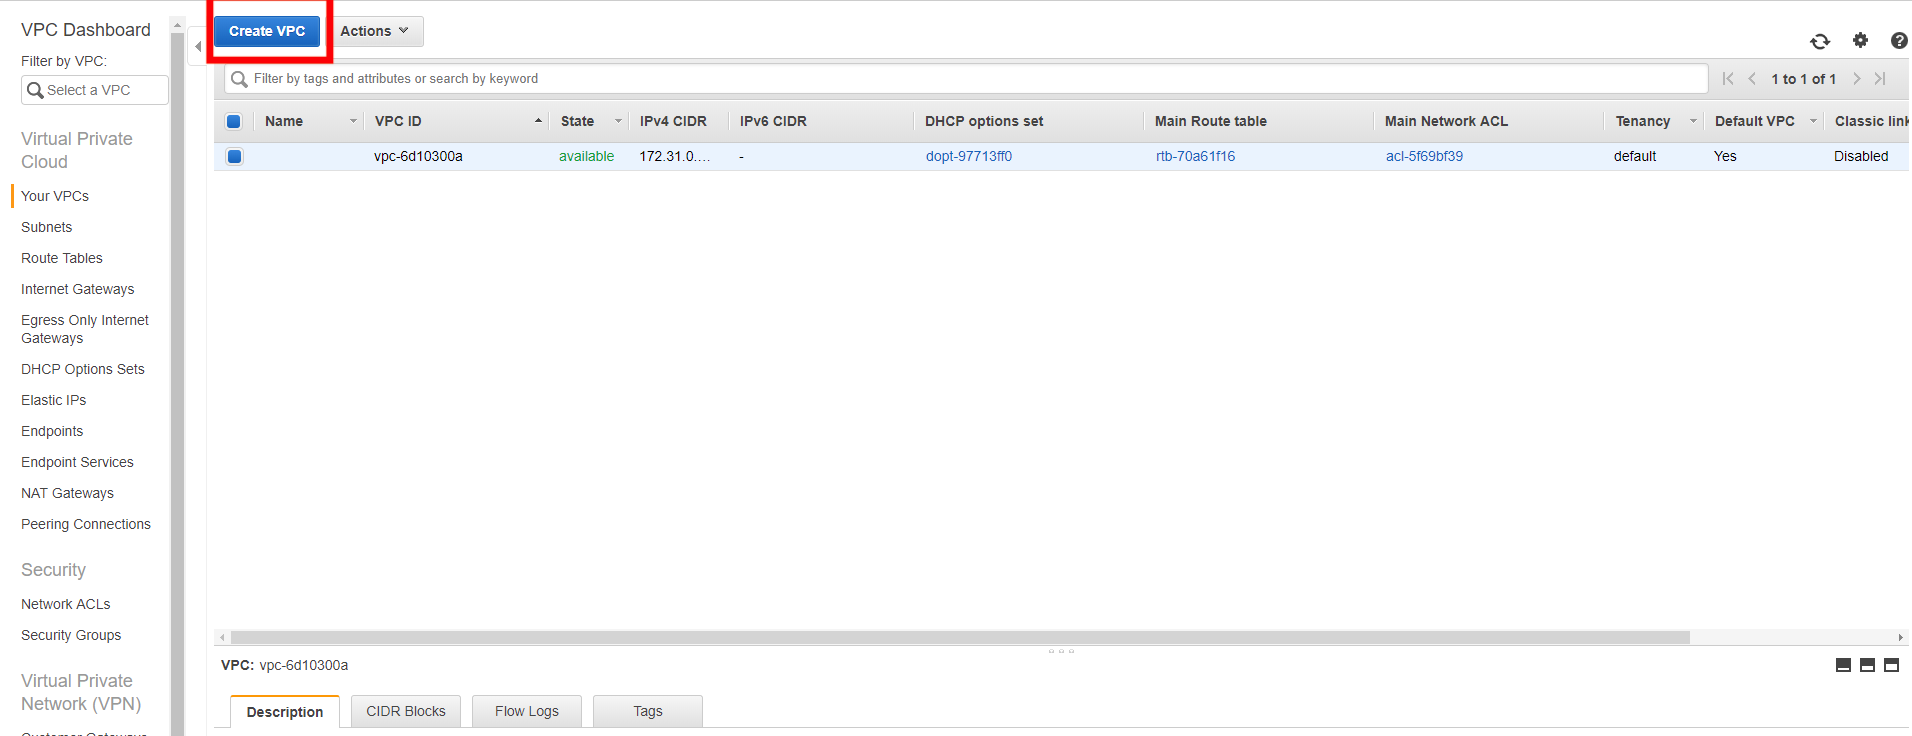 VPC Dashboard
Filter by VPC:
Select a VPC
Virtual Private
Cloud
Your VPCs
Subnets
Route Tables
Internet Gateways
Egress Only Internet
Gateways
DHCP Options Sets
Elastic IPs
Endpoints
Endpoint Services
NAT Gateways
Peering Connections
Security
Network ACLs
Security Groups
Virtual Private
Network (VPN)
Customer Gateways
Create VPC Actions
Filter by tags and attributes or search by keyword 1 to 1 of 1
Name VPC ID State IPv4 CIDR IPv6 CIDR DHCP options set Main Route table Main Network ACL Tenancy Default VPC Classic link
vpc-6d10300a available 172.31.0.... - dopt-97713ff0 rtb-70a61f16 acl-5f69bf39 default Yes Disabled
VPC: vpc-6d10300a
Description CIDR Blocks Flow Logs Tags